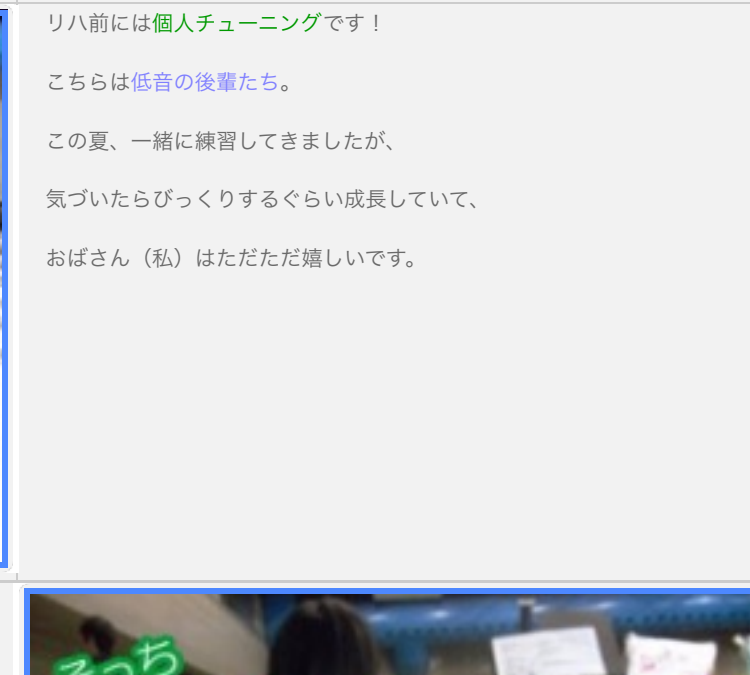 リハ前には個人チューニングです！
こちらは低音の後輩たち。
この夏、一緒に練習してきましたが、
気づいたらびっくりするぐらい成長していて、
おばさん（私）はただただ嬉しいです。
そっち